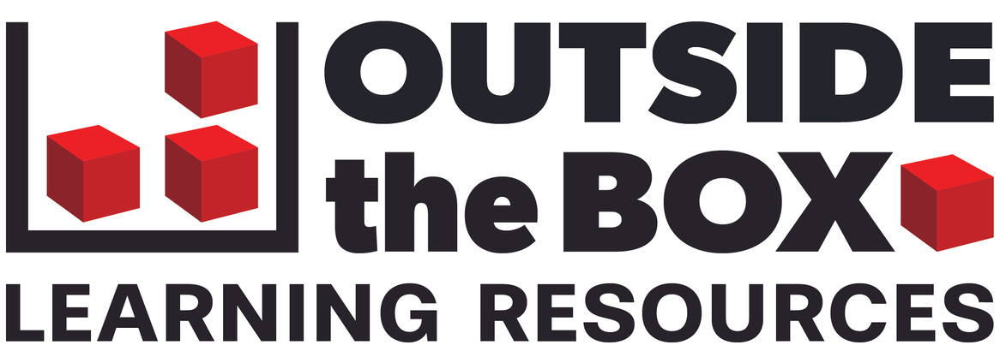 OUTSIDE
the BOX
LEARNING RESOURCES